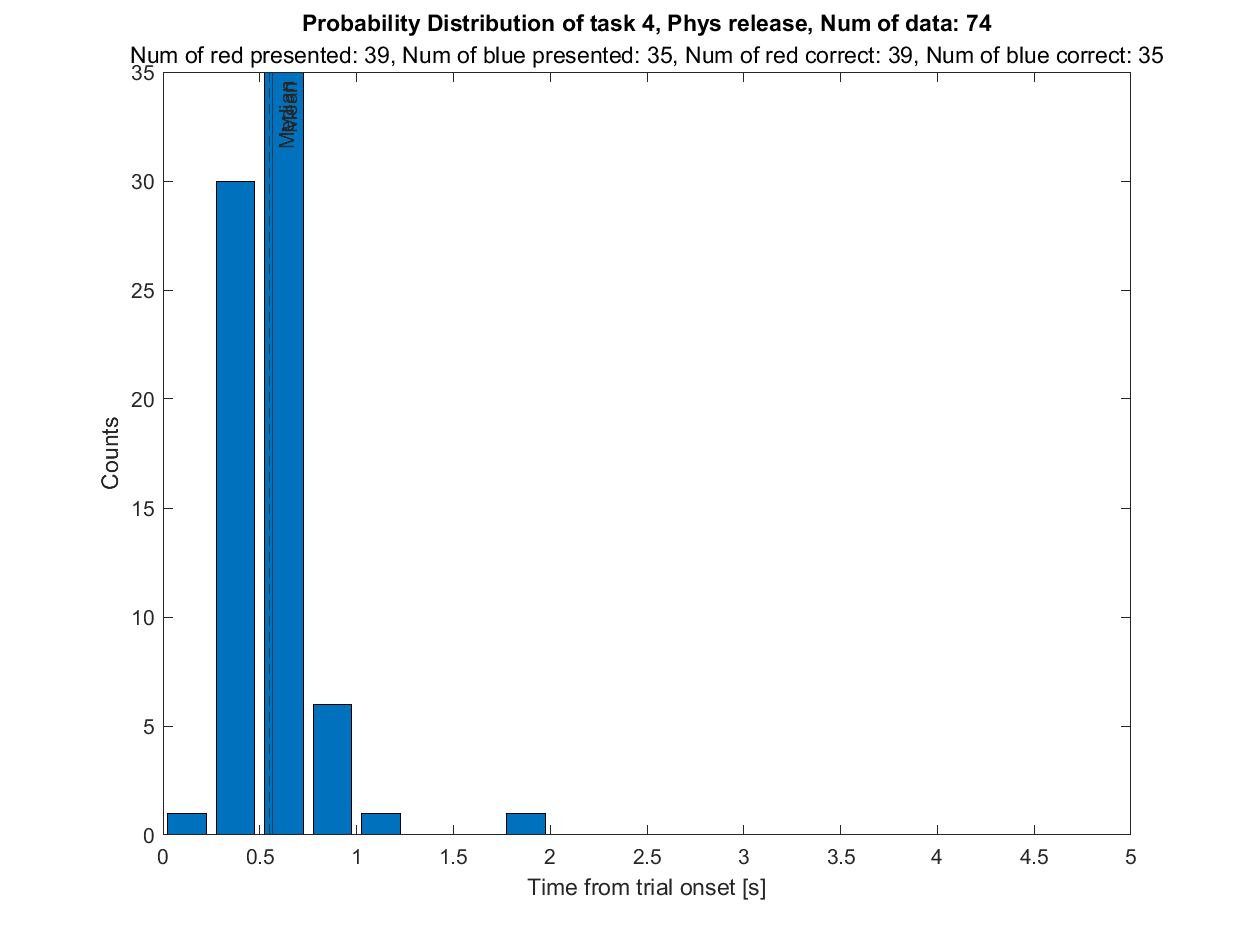 Probability Distribution of task 4, Phys release, Num of data: 74
Num of red presented: 39, Num of blue presented: 35, Num of red correct: 39, Num of blue correct: 35
35
30
25
20
15
10
5
0
Counts
Median
Mean
0 0.5 1 1.5 2 2.5 3 3.5 4 4.5 5
Time from trial onset [s]